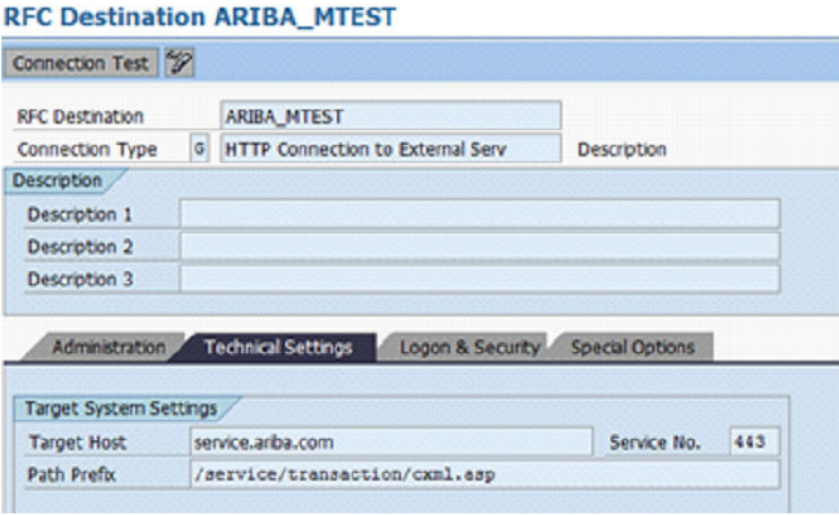 RFC Destination ARIBA_MTEST
Connection Test
RFC Destination ARIBA_MTEST
Connection Type G HTTP Connection to External Serv Description
Description
Description 1
Description 2
Description 3
Administration Technical Settings Logon & Security Special Options
Target System Settings
Target Host service.ariba.com Service No. 443
Path Prefix /service/transaction/cxml.asp